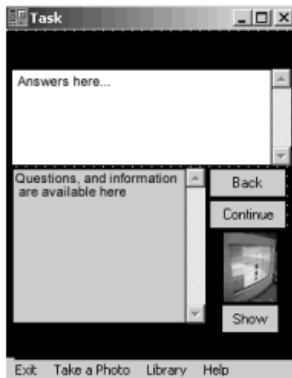 Task
Answers here...
Questions, and information
are available here
Back
Continue
Show
Exit Take a Photo Library Help